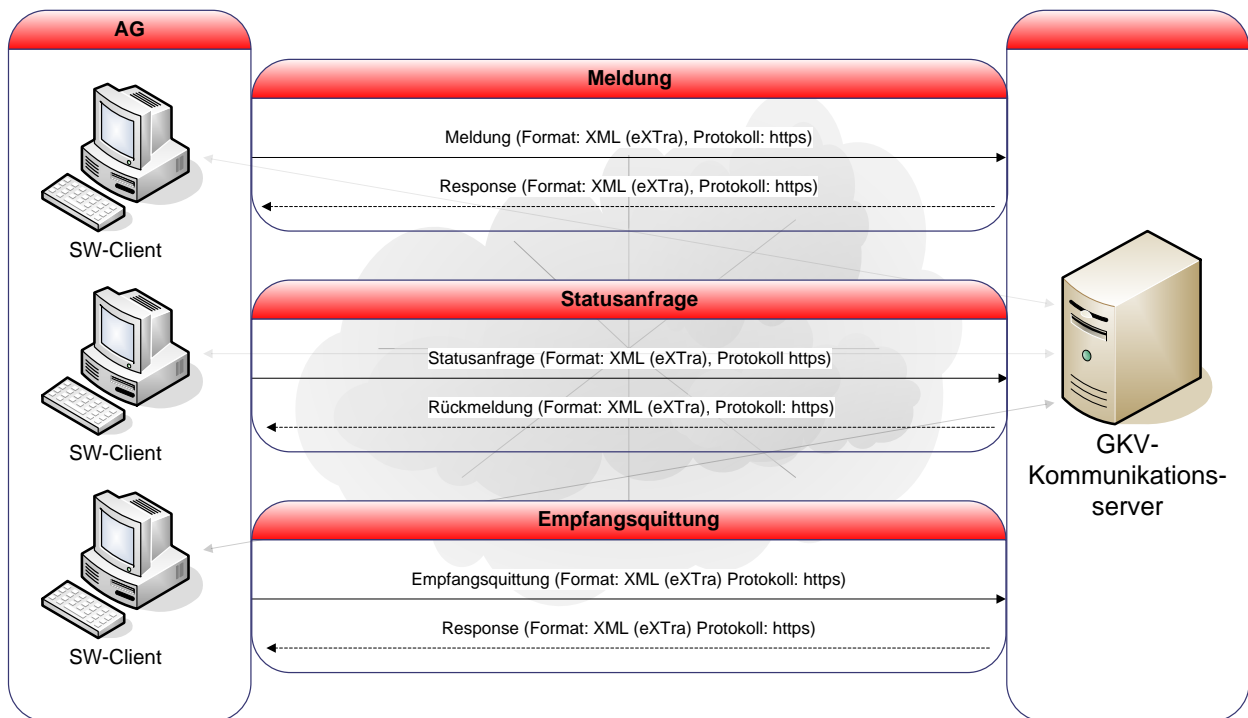 AG
Meldung
Meldung (Format: XML (eXTra), Protokoll: https)
Response (Format: XML (eXTra), Protokoll: https)
SW-Client
Statusanfrage
Statusanfrage (Format: XML (eXTra), Protokoll https)
Rückmeldung (Format: XML (eXTra), Protokoll: https)
SW-Client
GKV-
Kommunikations-
server
Empfangsquittung
Empfangsquittung (Format: XML (eXTra) Protokoll: https)
Response (Format: XML (eXTra) Protokoll: https)
SW-Client